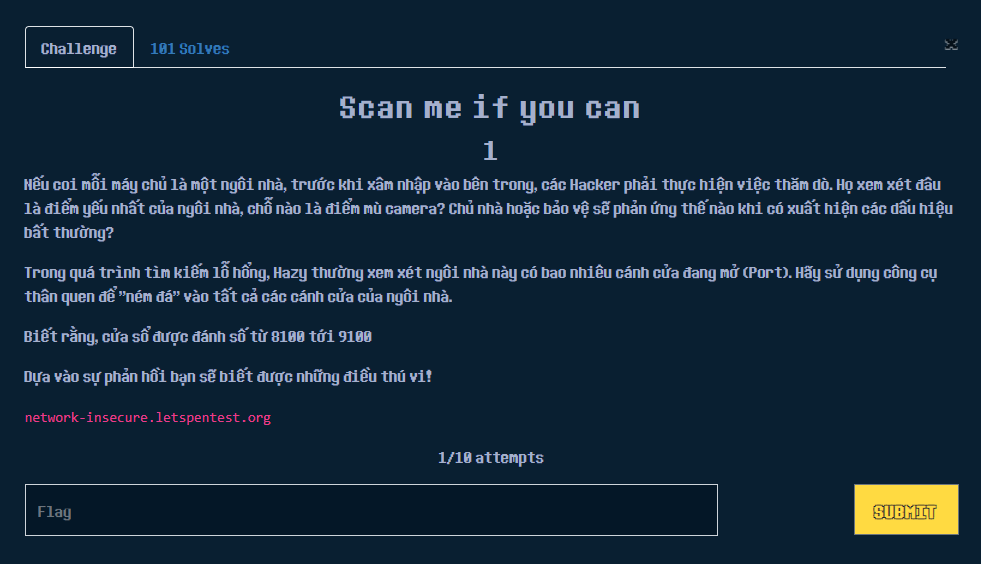 Challenge
101 Solves
×
Scan me if you can
1
Nếu coi mỗi máy chủ là một ngôi nhà, trước khi xâm nhập vào bên trong, các Hacker phải thực hiện việc thăm dò. Họ xem xét đâu
là điểm yếu nhất của ngôi nhà, chỗ nào là điểm mù camera? Chủ nhà hoặc bảo vệ sẽ phản ứng thế nào khi có xuất hiện các dấu hiệu
bất thường?
Trong quá trình tìm kiếm lỗ hổng, Hazy thường xem xét ngôi nhà này có bao nhiêu cánh cửa đang mở (Port). Hãy sử dụng công cụ
thân quen để "ném đá" vào tất cả các cánh cửa của ngôi nhà.
Biết rằng, cửa sổ được đánh số từ 8100 tới 9100
Dựa vào sự phản hồi bạn sẽ biết được những điều thú vi!
network-insecure.letspentest.org
1/10 attempts
Flag
SUBMIT